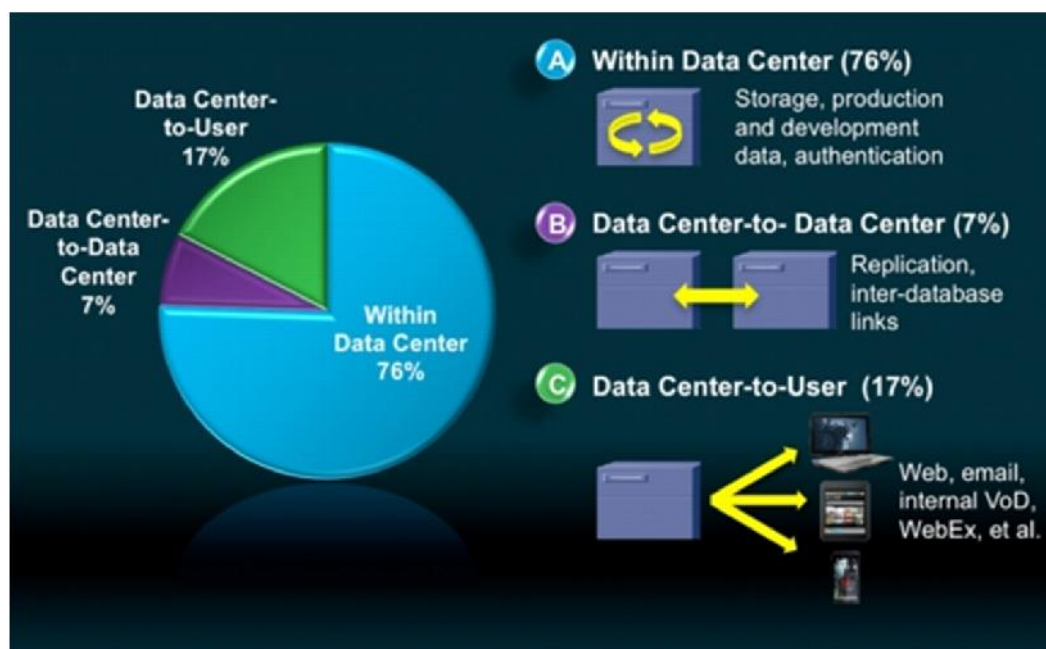 Data Center-
to-User
17%
Data Center-
to-Data
Center
7%
Within
Data Center
76%
A Within Data Center (76%)
Storage, production
and development
data, authentication
B Data Center-to- Data Center (7%)
Replication,
inter-database
links
C Data Center-to-User (17%)
Web, email,
internal VoD,
WebEx, et al.